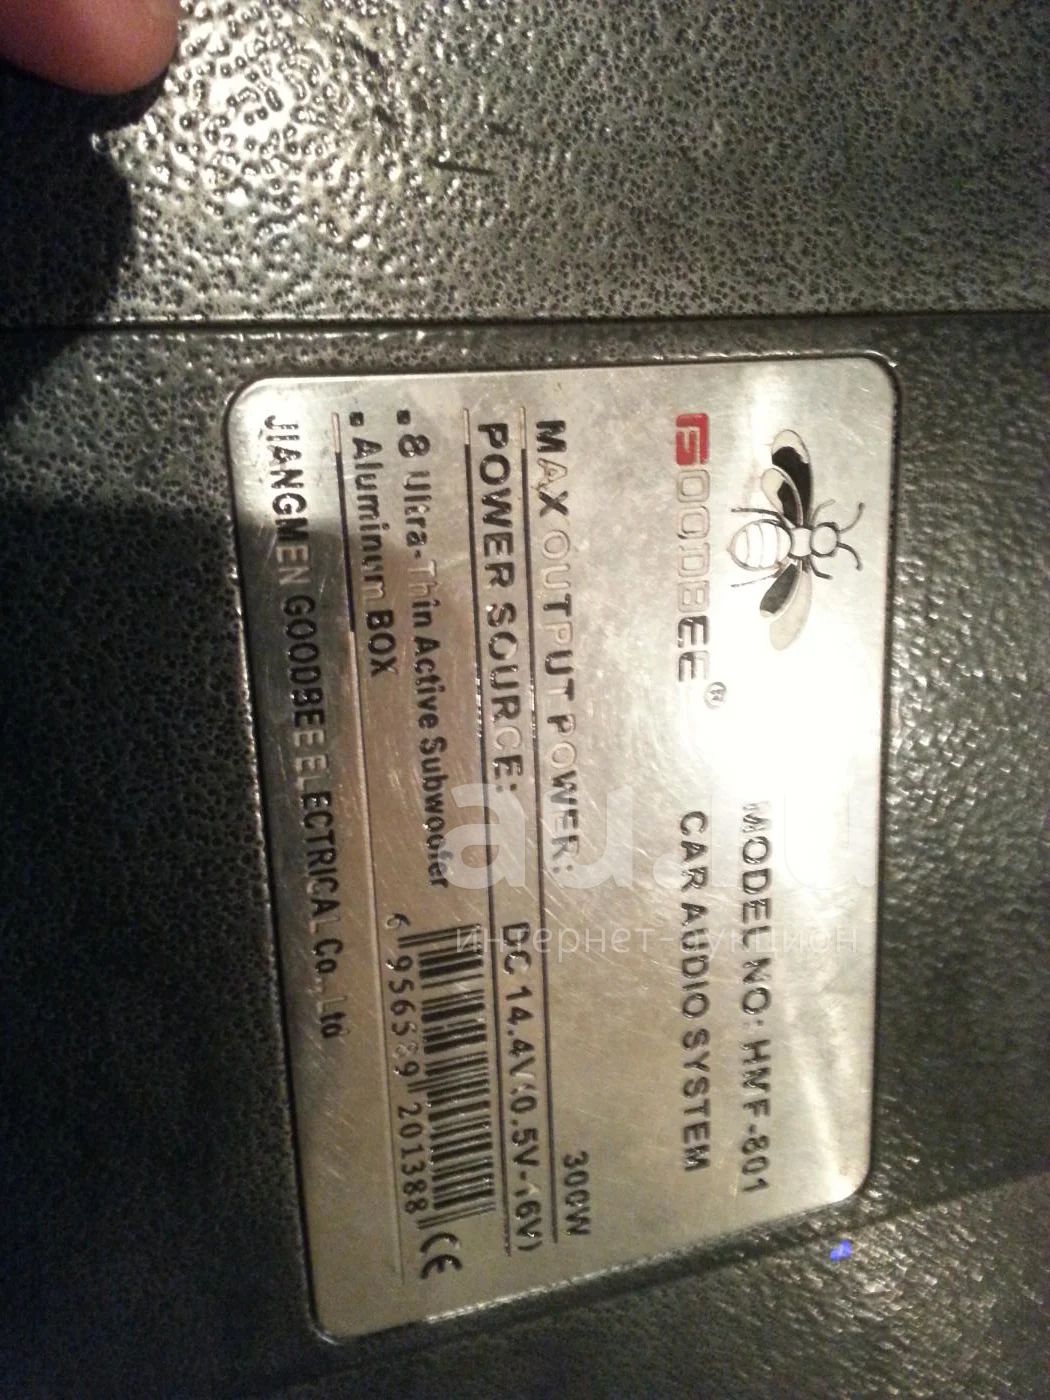 MODEL NO: HWF-801
GOODBEE® CAR AUDIO SYSTEM
MAX OUTPUT POWER: 300W
POWER SOURCE: DC 14.4V(10.5V-16V)
▪8 Ultra-Thin Active Subwoofer
▪Aluminum BOX
6 956539 201388 CE
JIANGMEN GOODBEE ELECTRICAL Co., Ltd
au.ru
интернет-аукцион